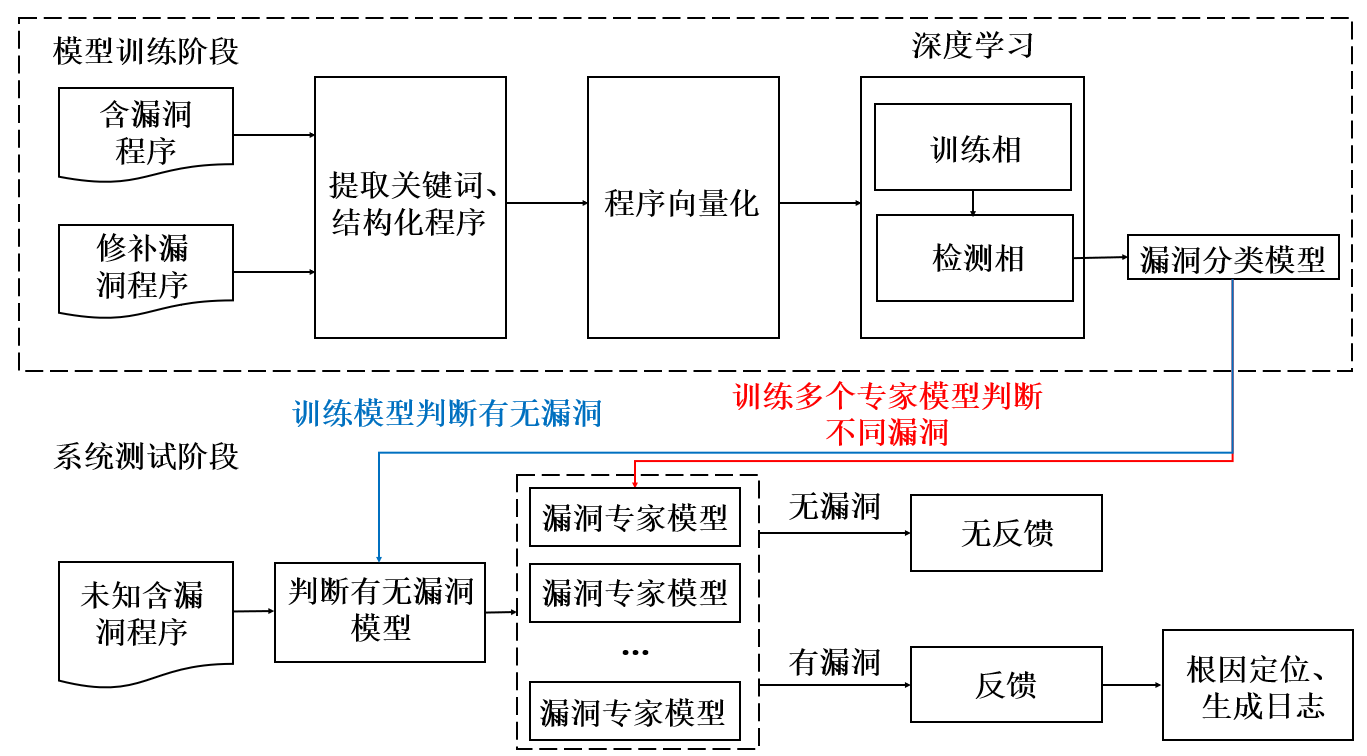 模型训练阶段
深度学习
含漏洞
程序
修补漏
洞程序
提取关键词、
结构化程序
程序向量化
训练相
检测相
漏洞分类模型
训练模型判断有无漏洞
训练多个专家模型判断
不同漏洞
系统测试阶段
未知含漏
洞程序
判断有无漏洞
模型
漏洞专家模型
漏洞专家模型
...
漏洞专家模型
无漏洞
无反馈
有漏洞
反馈
根因定位、
生成日志